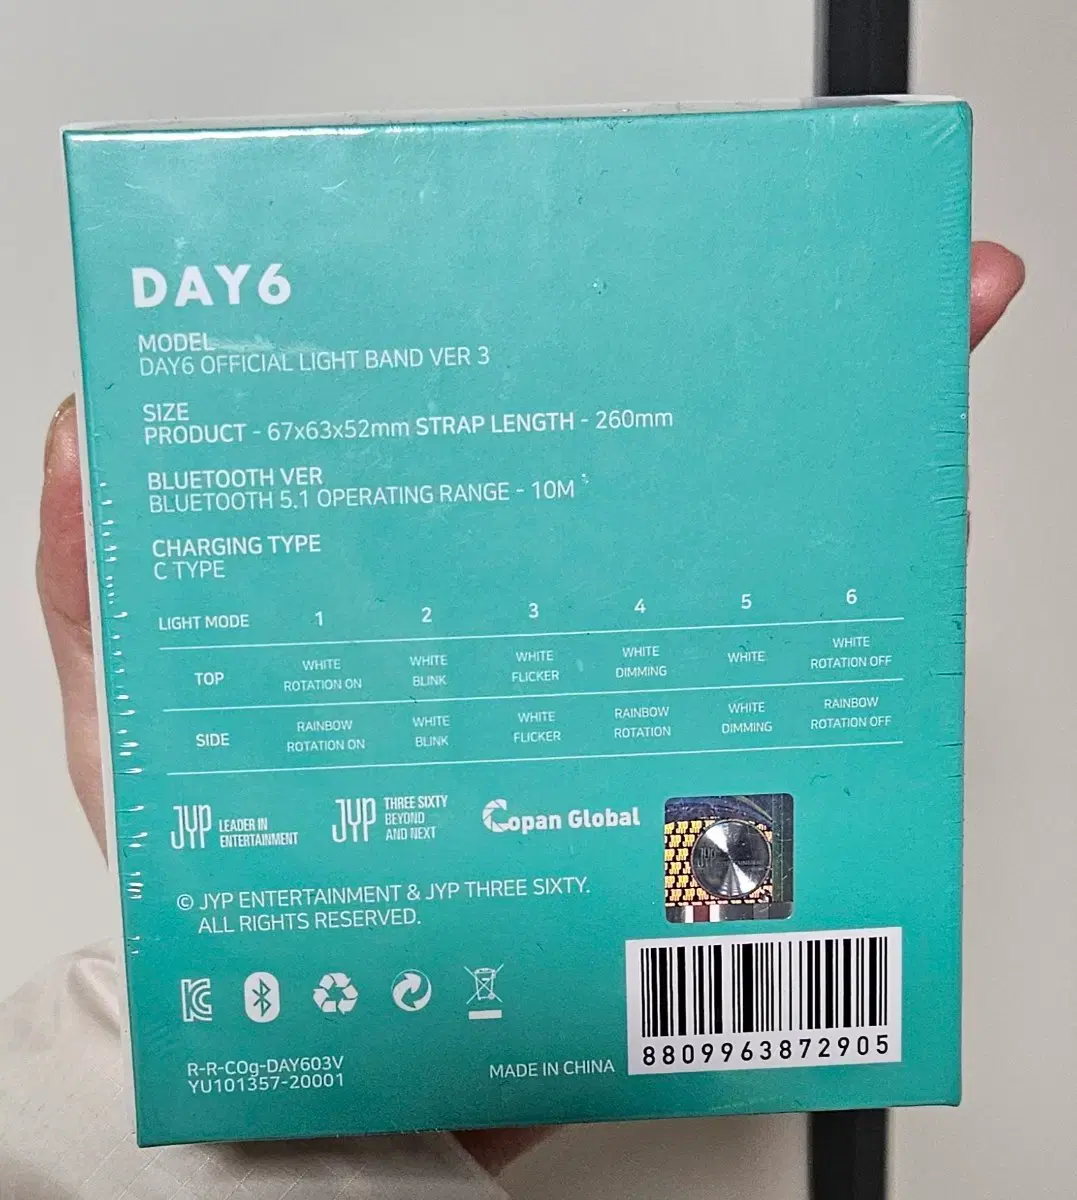 DAY6
MODEL
DAY6 OFFICIAL LIGHT BAND VER 3
SIZE
PRODUCT - 67x63x52mm STRAP LENGTH - 260mm
BLUETOOTH VER
BLUETOOTH 5.1 OPERATING RANGE - 10M
CHARGING TYPE
C TYPE
LIGHT MODE 1 2 3 4 5 6
TOP WHITE ROTATION ON WHITE BLINK WHITE FLICKER WHITE DIMMING WHITE WHITE ROTATION OFF
SIDE RAINBOW ROTATION ON WHITE BLINK WHITE FLICKER RAINBOW ROTATION WHITE DIMMING RAINBOW ROTATION OFF
JYP LEADER IN ENTERTAINMENT
JYP THREE SIXTY BEYOND AND NEXT
Copan Global
© JYP ENTERTAINMENT & JYP THREE SIXTY.
ALL RIGHTS RESERVED.
R-R-COg-DAY603V
YU101357-20001
MADE IN CHINA
8809963872905